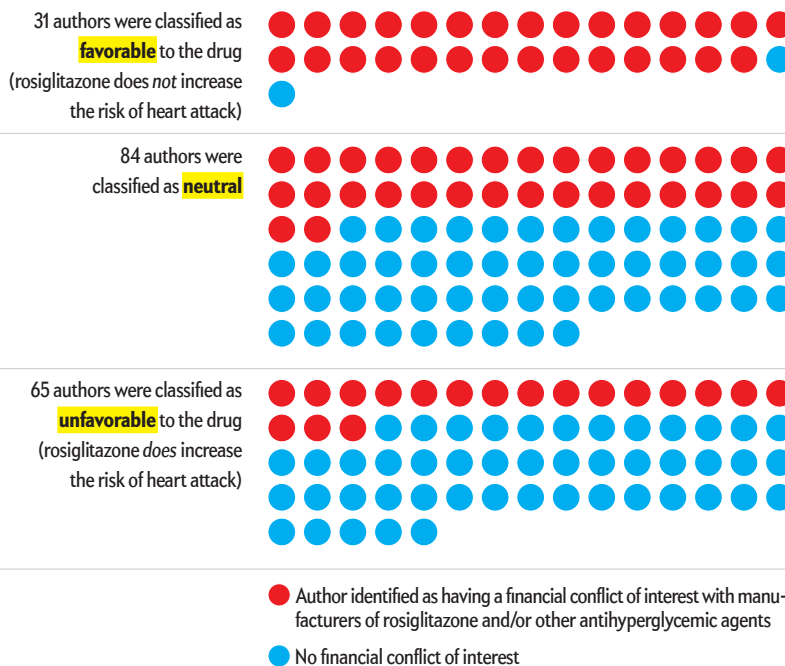 31 authors were classified as
favorable to the drug
(rosiglitazone does not increase
the risk of heart attack)
84 authors were
classified as neutral
65 authors were classified as
unfavorable to the drug
(rosiglitazone does increase
the risk of heart attack)
Author identified as having a financial conflict of interest with manu-
facturers of rosiglitazone and/or other antihyperglycemic agents
No financial conflict of interest